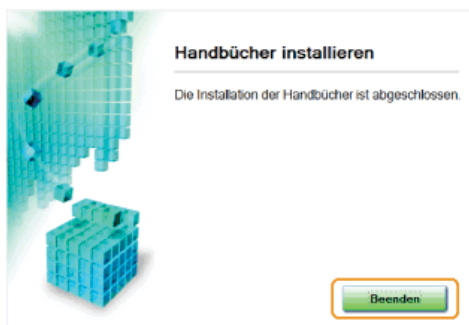 Handbücher installieren
Die Installation der Handbücher ist abgeschlossen.
Beenden